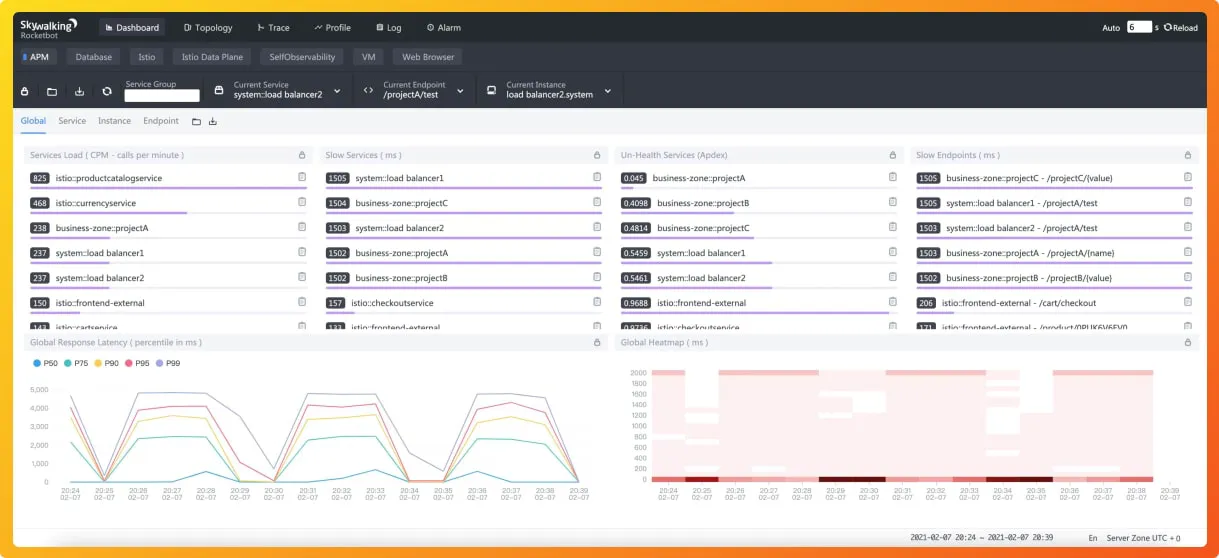 Skywalking
Rocketbot
Dashboard Topology Trace Profile Log Alarm Auto 6 s Reload
APM Database Istio Istio Data Plane SelfObservability VM Web Browser
Service Group
Current Service
system::load balancer2
Current Endpoint
/projectA/test
Current Instance
load balancer2.system
Global Service Instance Endpoint
Services Load ( CPM - calls per minute )
825 istio::productcatalogservice
468 istio::currencyservice
238 business-zone::projectA
237 system::load balancer1
237 system::load balancer2
150 istio::frontend-external
143 istio::cartservice
Slow Services ( ms )
1505 system::load balancer1
1504 business-zone::projectC
1503 system::load balancer2
1502 business-zone::projectA
1502 business-zone::projectB
157 istio::checkoutservice
133 istio::frontend-external
Un-Health Services (Apdex)
0.045 business-zone::projectA
0.4098 business-zone::projectB
0.4814 business-zone::projectC
0.5459 system::load balancer1
0.5461 system::load balancer2
0.9688 istio::frontend-external
0.9736 istio::checkoutservice
Slow Endpoints ( ms )
1505 business-zone::projectC - /projectC/{value}
1505 system::load balancer1 - /projectA/test
1503 system::load balancer2 - /projectA/test
1503 business-zone::projectA - /projectA/{name}
1502 business-zone::projectB - /projectB/{value}
206 istio::frontend-external - /cart/checkout
171 istio::frontend-external - /product/0PUK6V6EV0
Global Response Latency ( percentile in ms )
P50 P75 P90 P95 P99
5,000
4,000
3,000
2,000
1,000
0
20:24 20:25 20:26 20:27 20:28 20:29 20:30 20:31 20:32 20:33 20:34 20:35 20:36 20:37 20:38 20:39
02-07 02-07 02-07 02-07 02-07 02-07 02-07 02-07 02-07 02-07 02-07 02-07 02-07 02-07 02-07 02-07
Global Heatmap ( ms )
2000
1800
1600
1400
1200
1000
800
600
400
200
0
20:24 20:25 20:26 20:27 20:28 20:29 20:30 20:31 20:32 20:33 20:34 20:35 20:36 20:37 20:38 20:39
02-07 02-07 02-07 02-07 02-07 02-07 02-07 02-07 02-07 02-07 02-07 02-07 02-07 02-07 02-07 02-07
2021-02-07 20:24 ~ 2021-02-07 20:39 En Server Zone UTC + 0